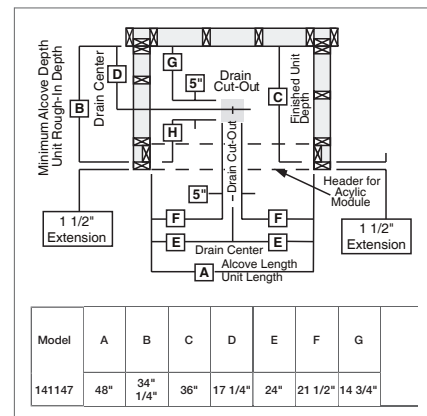 Minimum Alcove Depth
Unit Rough-In Depth
B
Drain Center
D
G
5"
Drain
Cut-Out
C
Finished Unit
Depth
H
Drain Cut-Out
5"
Header for
Acylic
Module
1 1/2"
Extension
F
F
1 1/2"
Extension
E
E
Drain Center
A
Alcove Length
Unit Length
Model A B C D E F G
141147 48" 34" 1/4" 36" 17 1/4" 24" 21 1/2" 14 3/4"